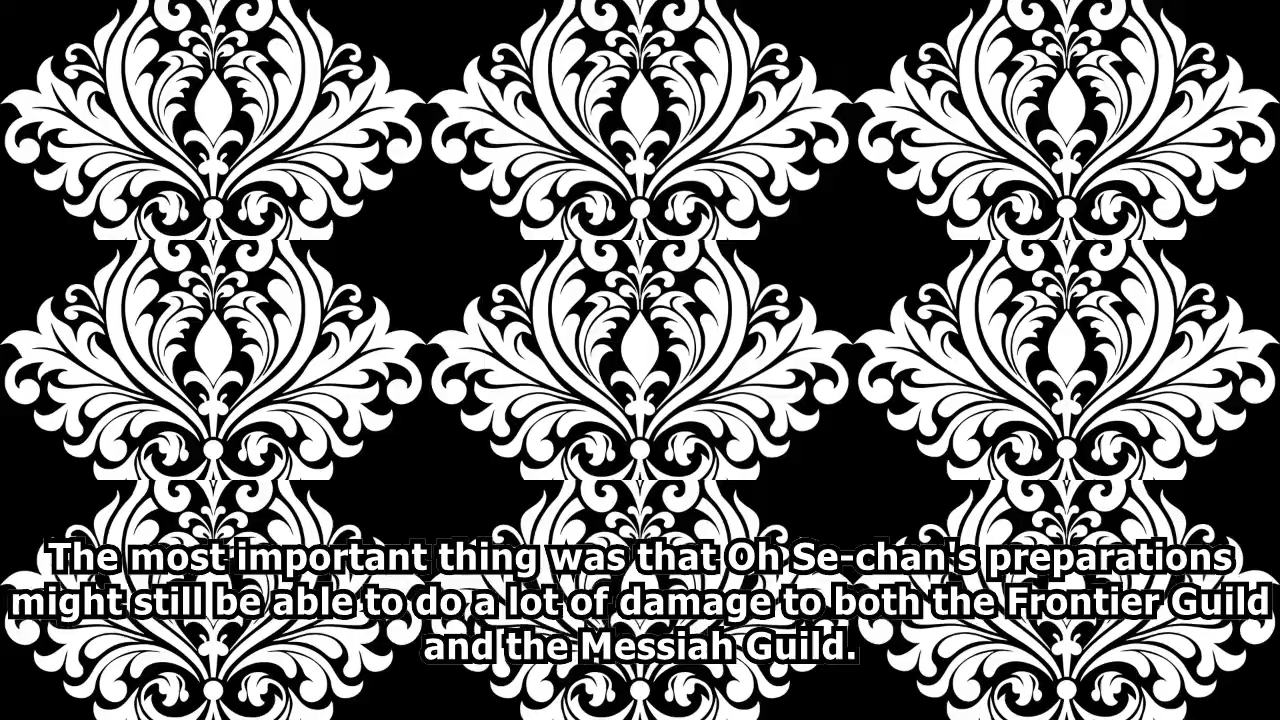 The most important thing was that Oh Se-chan's preparations
might still be able to do a lot of damage to both the Frontier Guild
and the Messiah Guild.